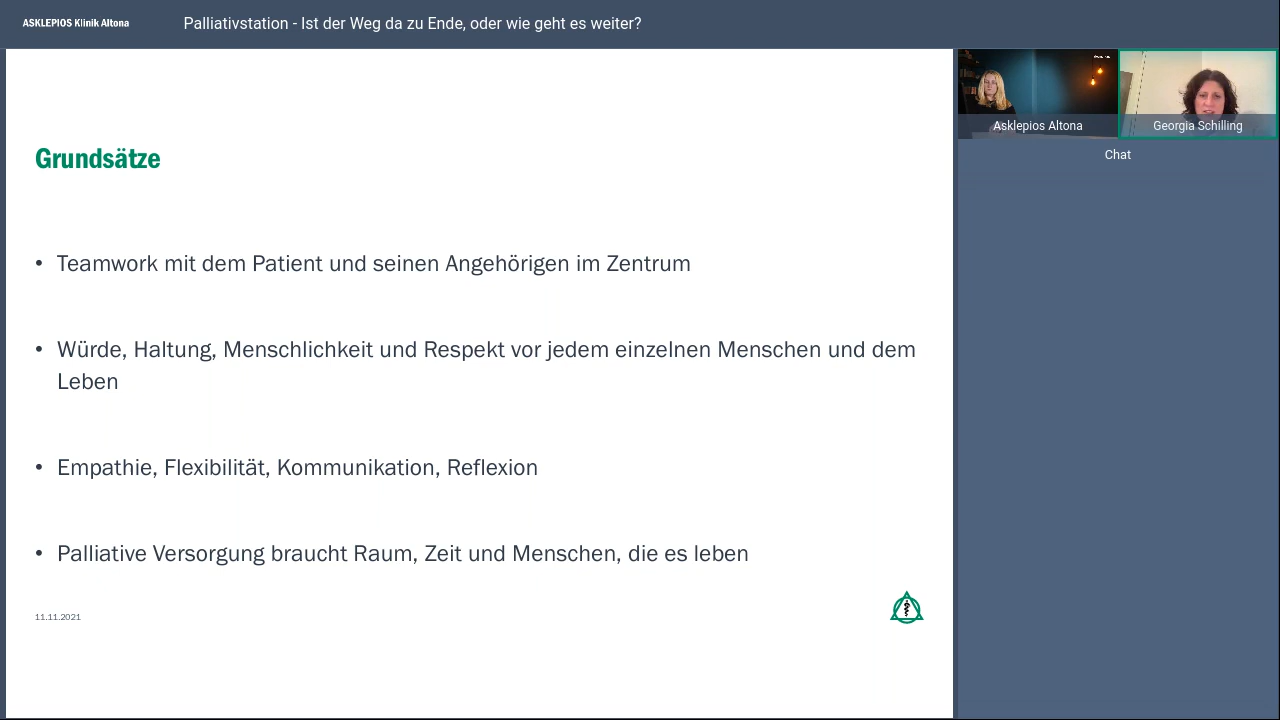 ASKLEPIOS Klinik Altona
Palliativstation - Ist der Weg da zu Ende, oder wie geht es weiter?
Asklepios Altona
Georgia Schilling
Chat
Grundsätze
• Teamwork mit dem Patient und seinen Angehörigen im Zentrum
• Würde, Haltung, Menschlichkeit und Respekt vor jedem einzelnen Menschen und dem
Leben
• Empathie, Flexibilität, Kommunikation, Reflexion
• Palliative Versorgung braucht Raum, Zeit und Menschen, die es leben
11.11.2021